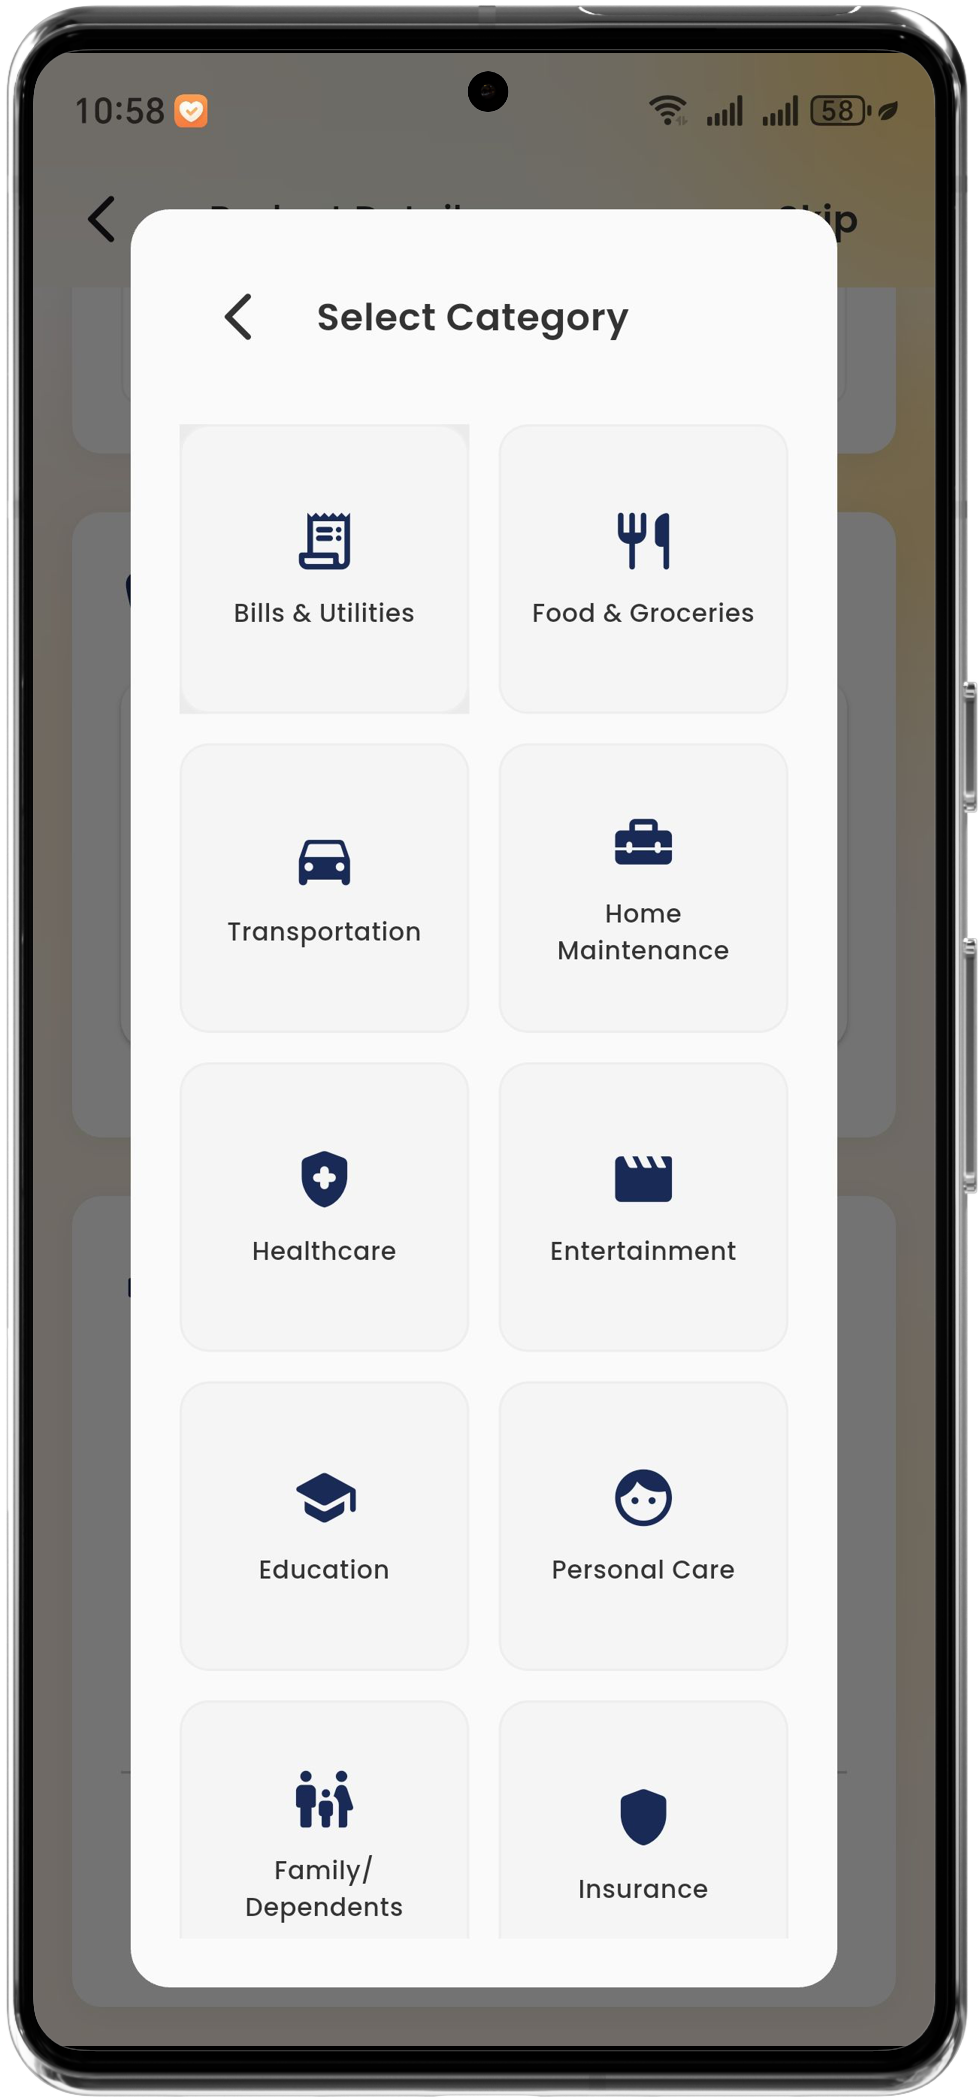 10:58
58
Skip
Select Category
Bills & Utilities
Food & Groceries
Transportation
Home
Maintenance
Healthcare
Entertainment
Education
Personal Care
Family/
Dependents
Insurance